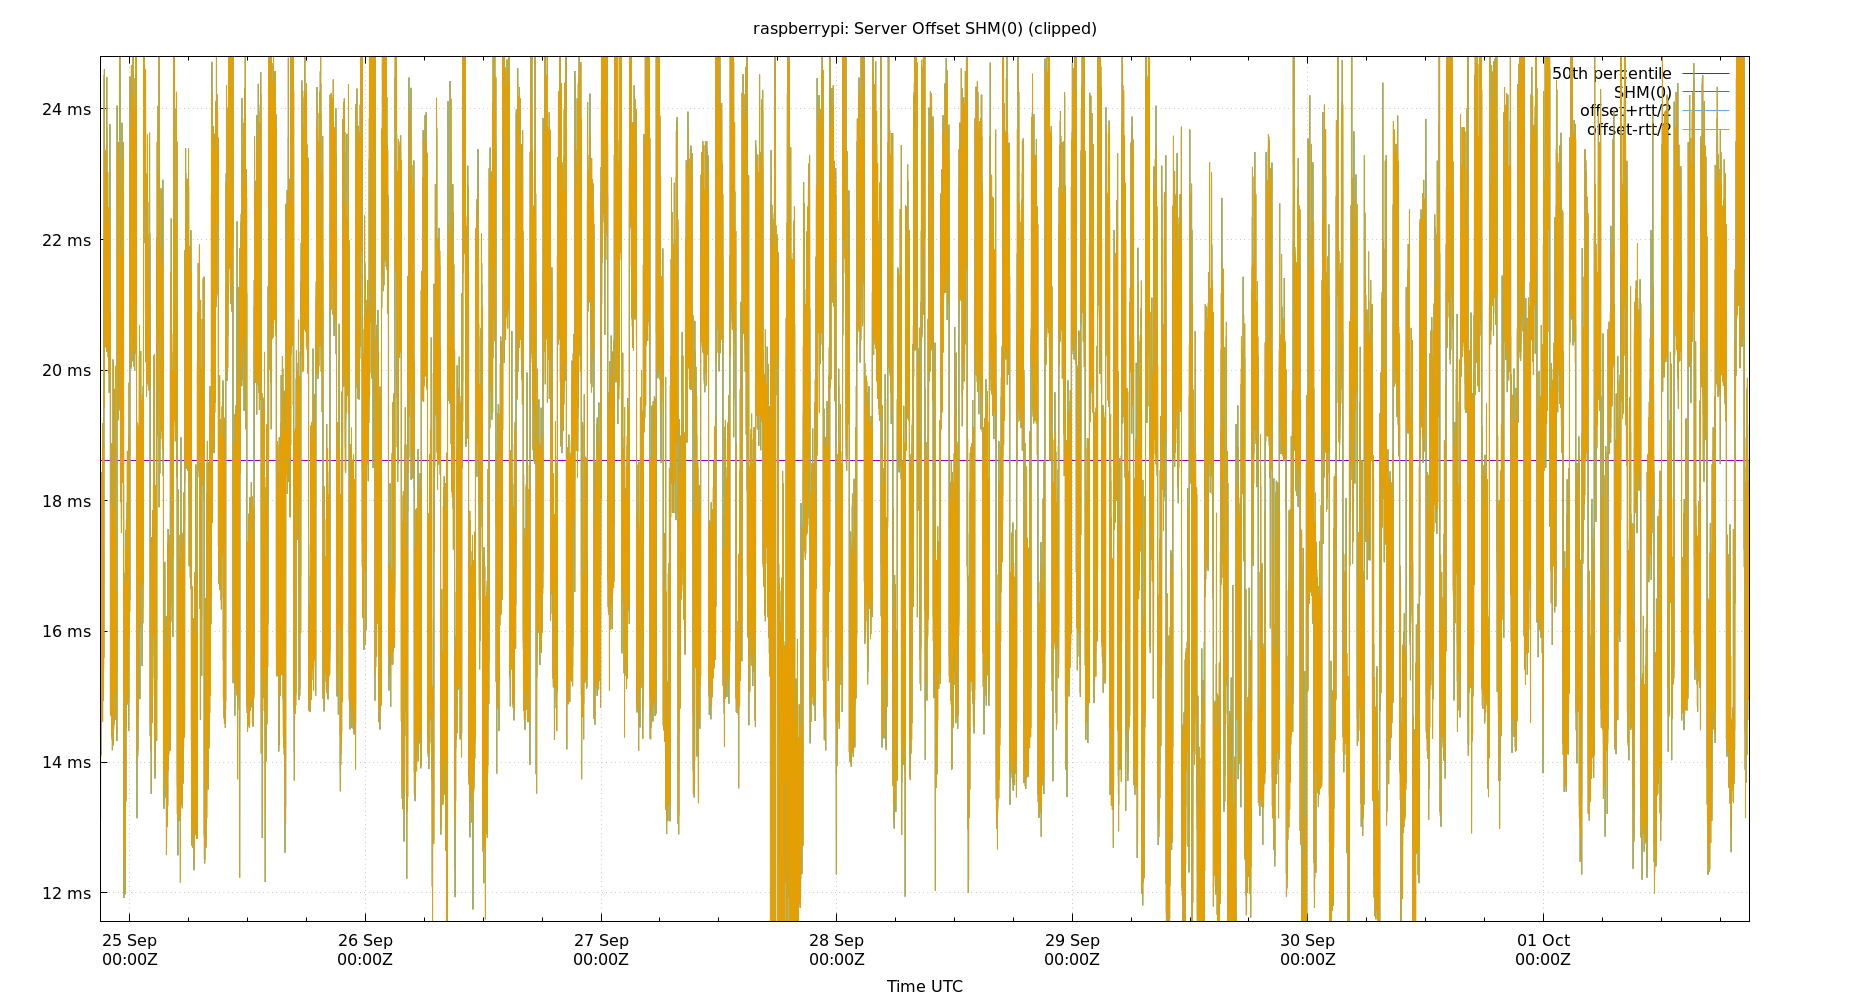 raspberrypi: Server Offset SHM(0) (clipped)
50th percentile
SHM(0)
offset+rtt/2
offset-rtt/2
24 ms
22 ms
20 ms
18 ms
16 ms
14 ms
12 ms
25 Sep 26 Sep 27 Sep 28 Sep 29 Sep 30 Sep 01 Oct
00:00Z 00:00Z 00:00Z 00:00Z 00:00Z 00:00Z 00:00Z
Time UTC